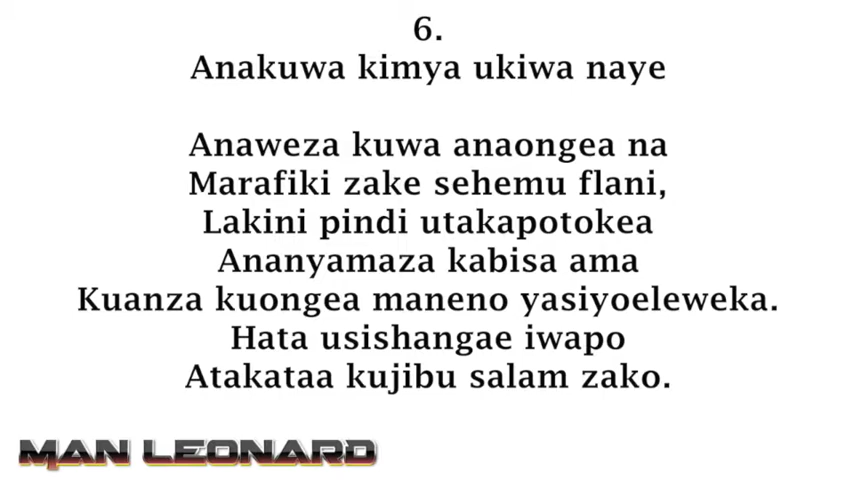 6.
Anakuwa kimya ukiwa naye
Anaweza kuwa anaongea na
Marafiki zake sehemu flani,
Lakini pindi utakapotokea
Ananyamaza kabisa ama
Kuanza kuongea maneno yasiyoeleweka.
Hata usishangae iwapo
Atakataa kujibu salam zako.
MAN LEONARD